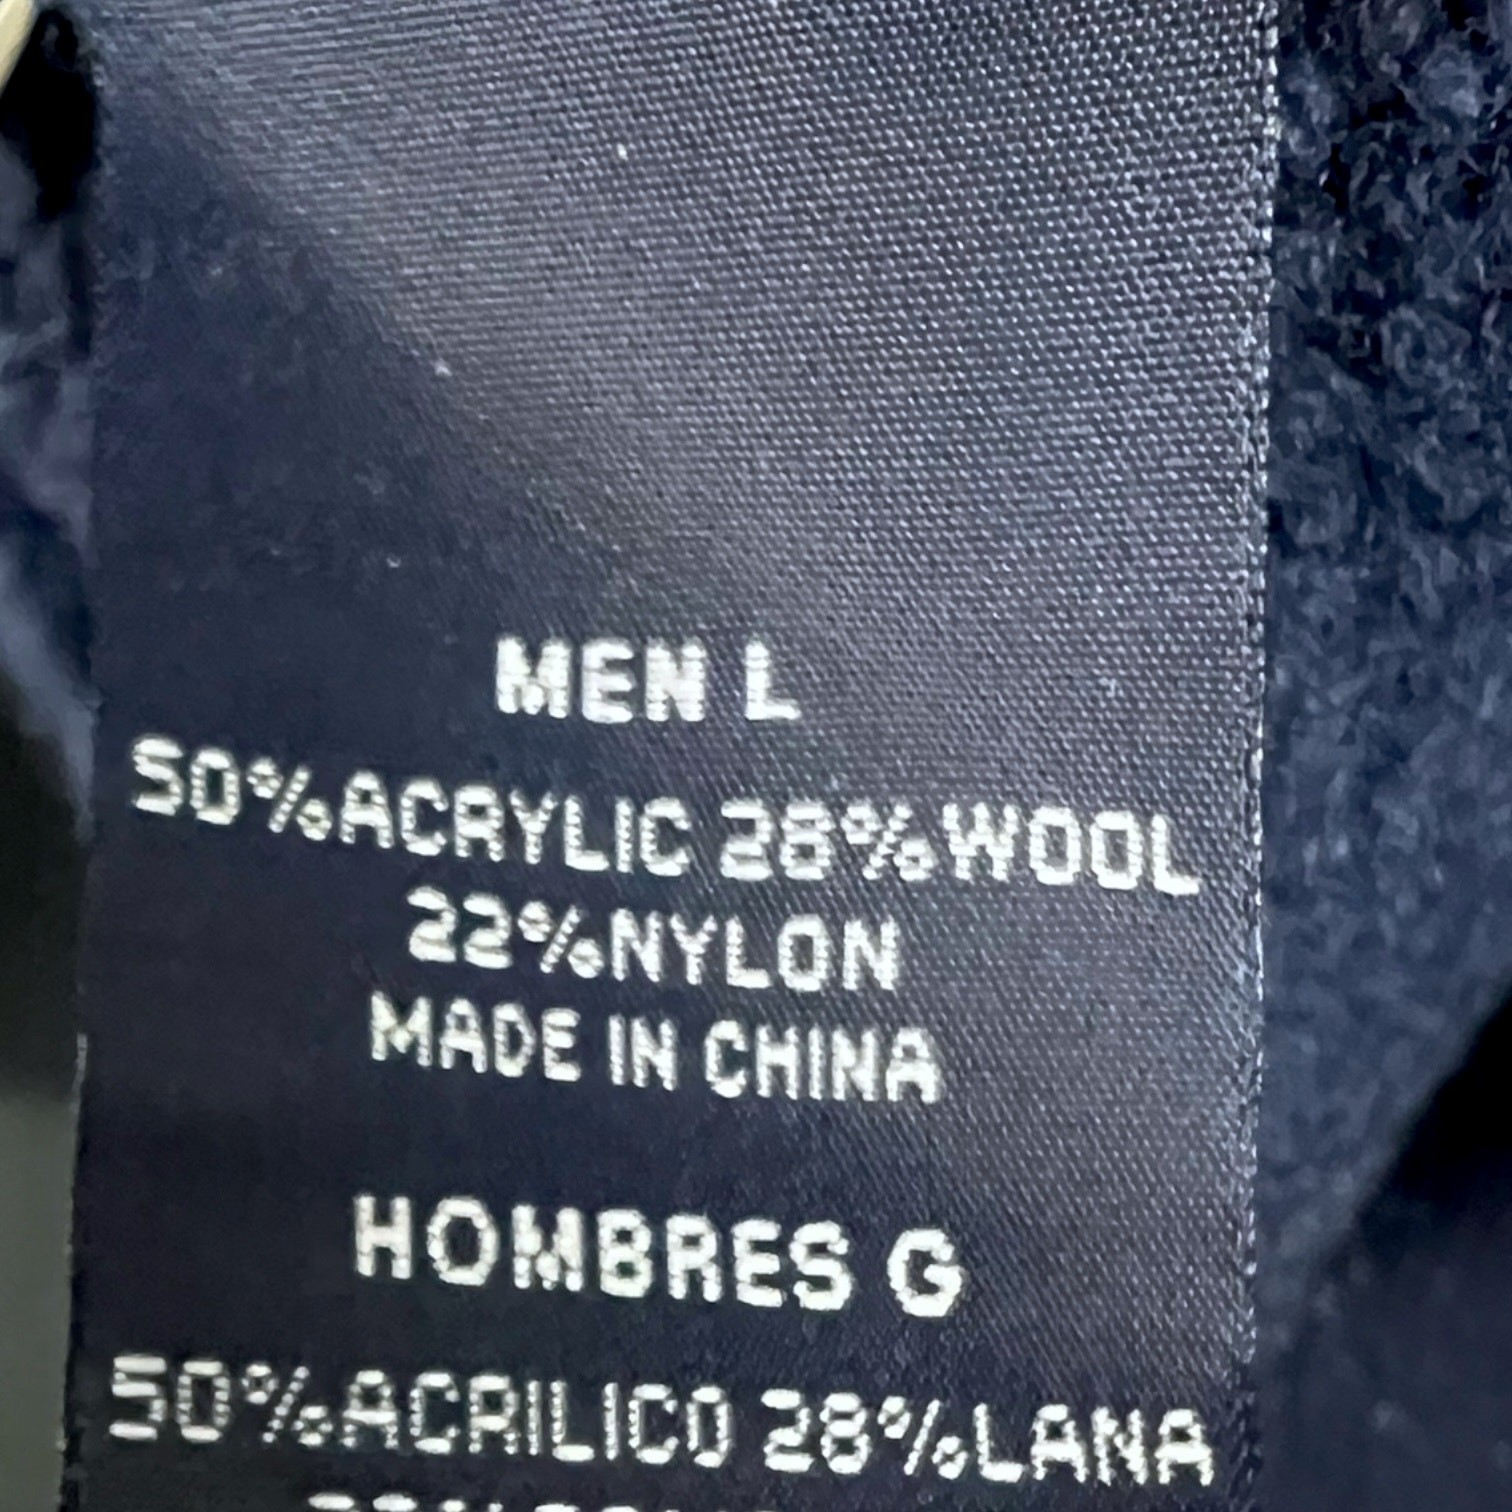 MEN L
50%ACRYLIC 28%WOOL
22%NYLON
MADE IN CHINA
HOMBRES G
50%ACRILICO 28%LANA